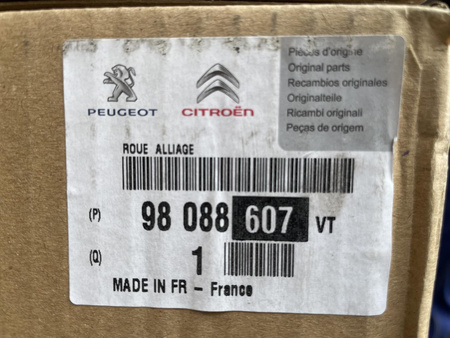 PEUGEOT
CITROËN
Pièces d'origine
Original parts
Recambios originales
Originalteile
Ricambi originali
Peças de origem
ROUE ALLIAGE
(P) 98 088 607 VT
(Q) 1
MADE IN FR - France